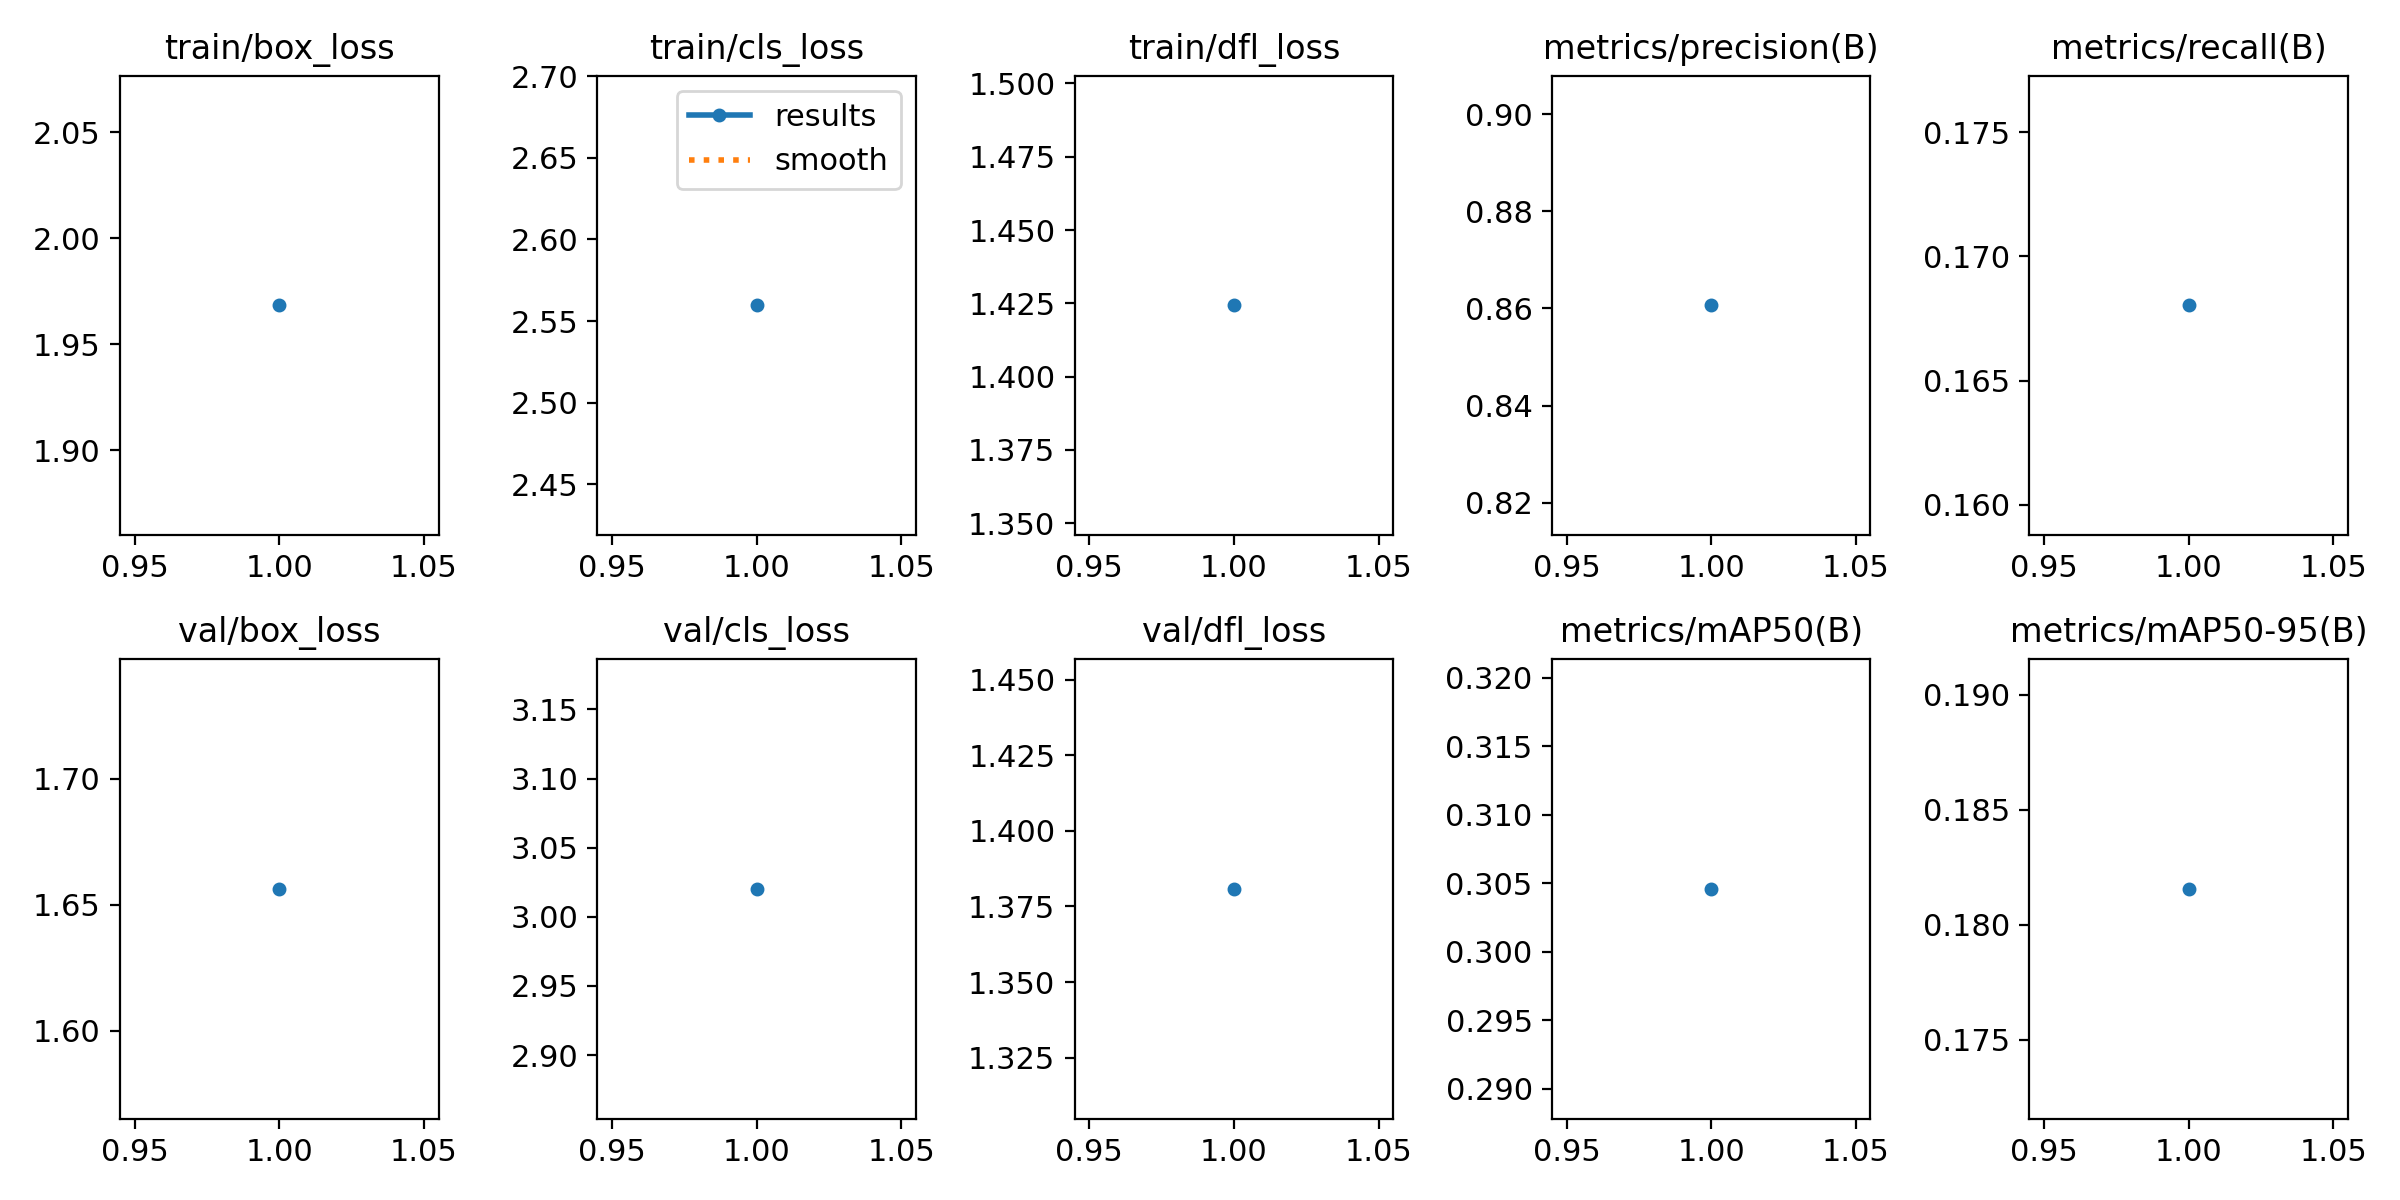 train/box_loss
2.05
2.00
1.95
1.90
0.95 1.00 1.05
train/cls_loss
2.70
2.65
2.60
2.55
2.50
2.45
results
smooth
0.95 1.00 1.05
train/dfl_loss
1.500
1.475
1.450
1.425
1.400
1.375
1.350
0.95 1.00 1.05
metrics/precision(B)
0.90
0.88
0.86
0.84
0.82
0.95 1.00 1.05
metrics/recall(B)
0.175
0.170
0.165
0.160
0.95 1.00 1.05
val/box_loss
1.70
1.65
1.60
0.95 1.00 1.05
val/cls_loss
3.15
3.10
3.05
3.00
2.95
2.90
0.95 1.00 1.05
val/dfl_loss
1.450
1.425
1.400
1.375
1.350
1.325
0.95 1.00 1.05
metrics/mAP50(B)
0.320
0.315
0.310
0.305
0.300
0.295
0.290
0.95 1.00 1.05
metrics/mAP50-95(B)
0.190
0.185
0.180
0.175
0.95 1.00 1.05